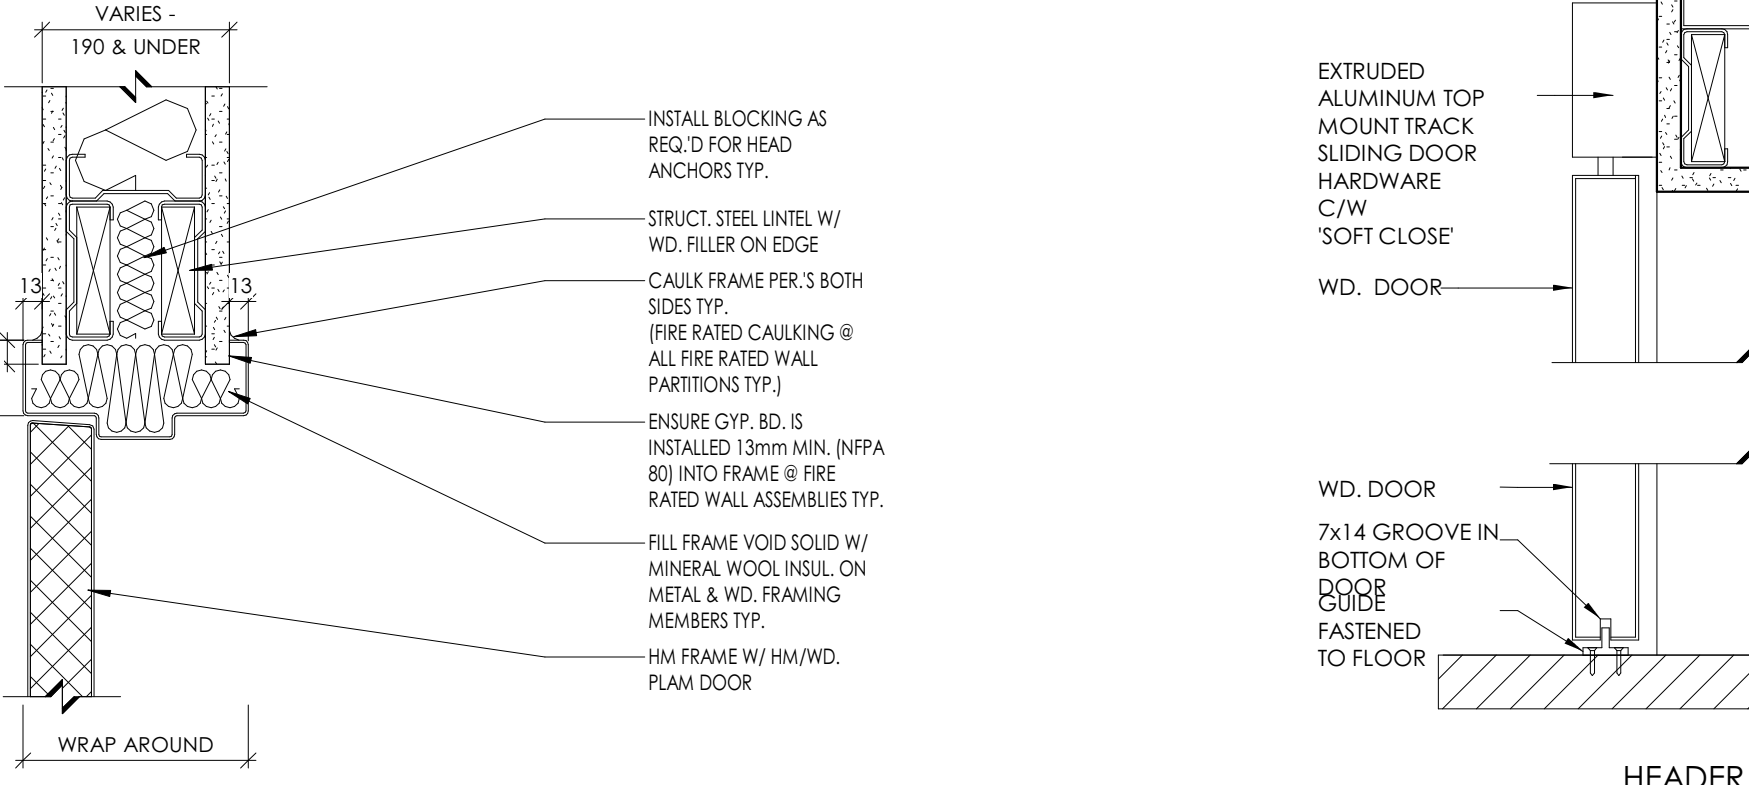 VARIES -
190 & UNDER
13
13
INSTALL BLOCKING AS
REQ.'D FOR HEAD
ANCHORS TYP.
STRUCT. STEEL LINTEL W/
WD. FILLER ON EDGE
CAULK FRAME PER.'S BOTH
SIDES TYP.
(FIRE RATED CAULKING @
ALL FIRE RATED WALL
PARTITIONS TYP.)
ENSURE GYP. BD. IS
INSTALLED 13mm MIN. (NFPA
80) INTO FRAME @ FIRE
RATED WALL ASSEMBLIES TYP.
FILL FRAME VOID SOLID W/
MINERAL WOOL INSUL. ON
METAL & WD. FRAMING
MEMBERS TYP.
HM FRAME W/ HM/WD.
PLAM DOOR
WRAP AROUND
EXTRUDED
ALUMINUM TOP
MOUNT TRACK
SLIDING DOOR
HARDWARE
C/W
'SOFT CLOSE'
WD. DOOR
WD. DOOR
7x14 GROOVE IN
BOTTOM OF
DOOR
GUIDE
FASTENED
TO FLOOR
HEADER